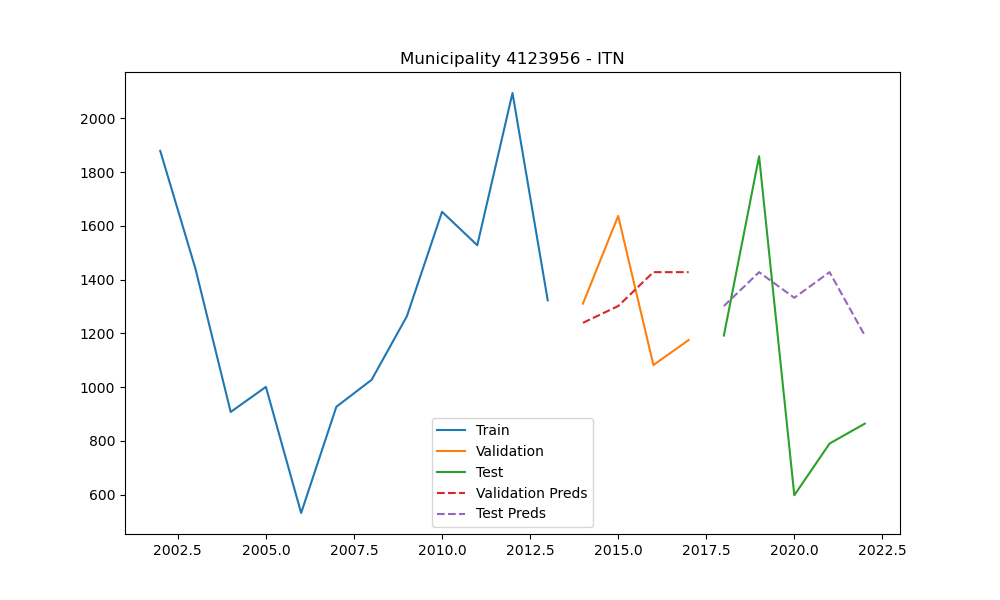 Municipality 4123956 - ITN
2000
1800
1600
1400
1200
1000
800
600
Train
Validation
Test
Validation Preds
Test Preds
2002.5 2005.0 2007.5 2010.0 2012.5 2015.0 2017.5 2020.0 2022.5